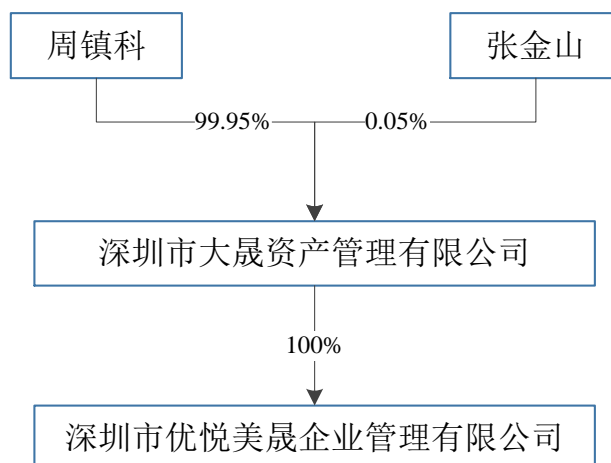 周镇科
张金山
99.95%
0.05%
深圳市大晟资产管理有限公司
100%
深圳市优悦美晟企业管理有限公司